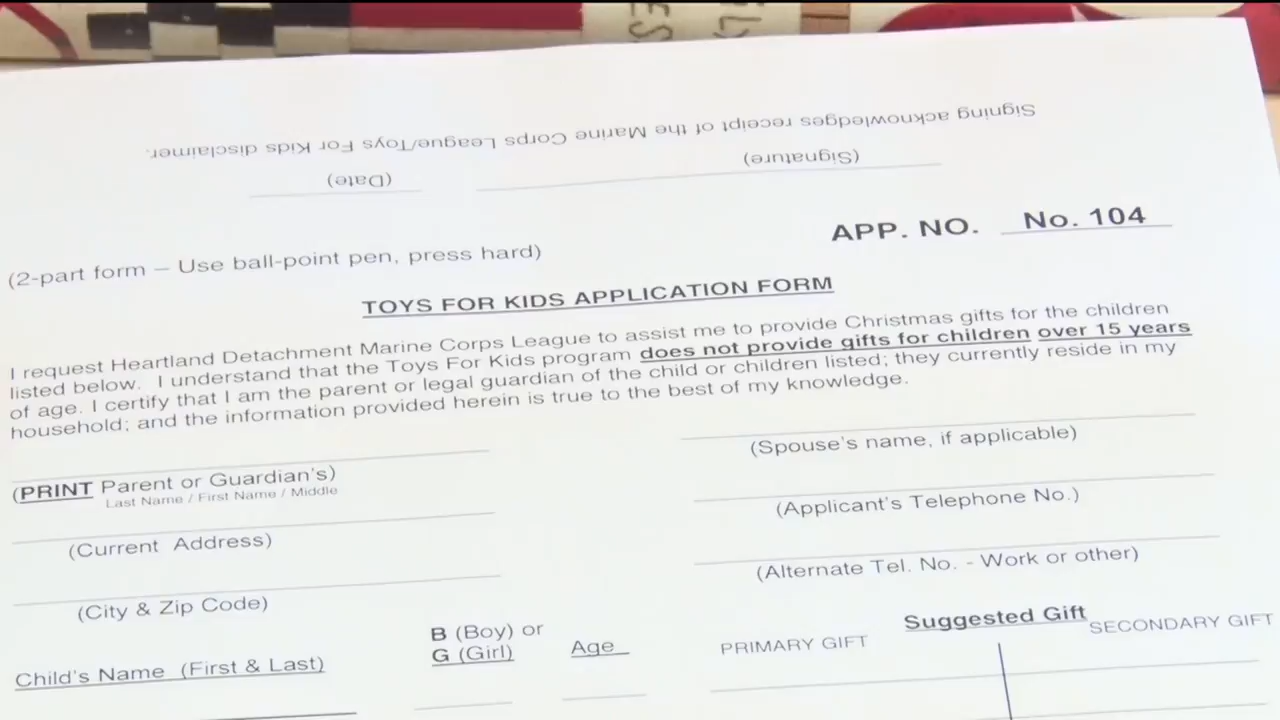 Signing acknowledges receipt of the Marine Corps League/Toys For Kids disclaimer.
(Signature)
(Date)
APP. NO. No. 104
(2-part form – Use ball-point pen, press hard)
TOYS FOR KIDS APPLICATION FORM
I request Heartland Detachment Marine Corps League to assist me to provide Christmas gifts for the children
listed below. I understand that the Toys For Kids program does not provide gifts for children over 15 years
of age. I certify that I am the parent or legal guardian of the child or children listed; they currently reside in my
household; and the information provided herein is true to the best of my knowledge.
(PRINT Parent or Guardian's)
Last Name / First Name / Middle
(Spouse's name, if applicable)
(Current Address)
(Applicant's Telephone No.)
(City & Zip Code)
(Alternate Tel. No. - Work or other)
Child's Name (First & Last)
B (Boy) or
G (Girl)
Age
Suggested Gift
PRIMARY GIFT
SECONDARY GIFT